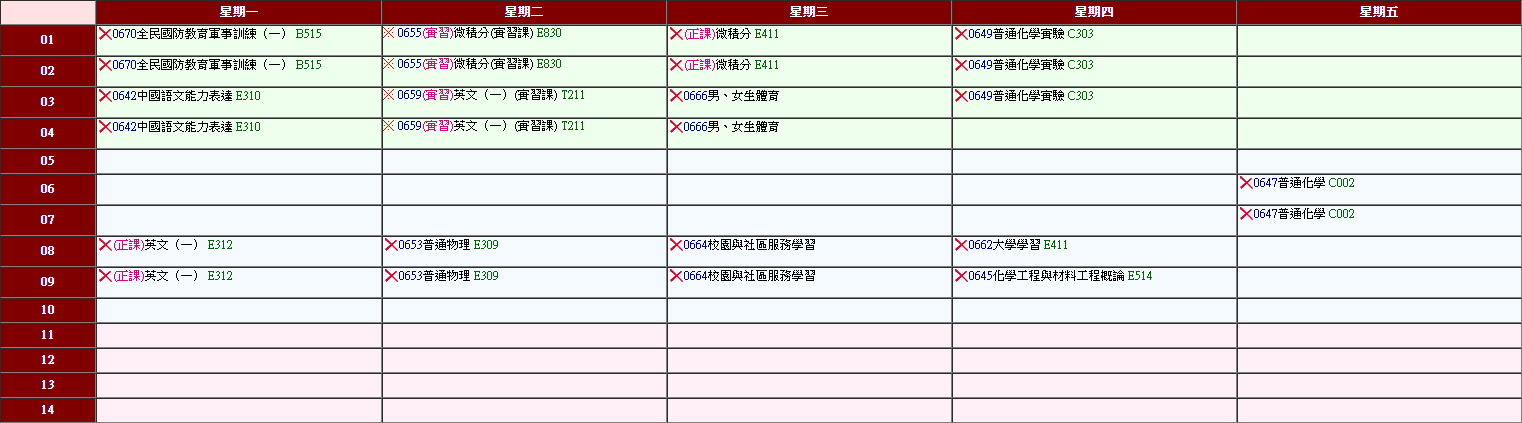 星期一 星期二 星期三 星期四 星期五
01 0670全民國防教育軍事訓練（一） B515 ※ 0655(實習)微積分(實習課) E830 (正課)微積分 E411 0649普通化學實驗 C303
02 0670全民國防教育軍事訓練（一） B515 ※ 0655(實習)微積分(實習課) E830 (正課)微積分 E411 0649普通化學實驗 C303
03 0642中國語文能力表達 E310 ※ 0659(實習)英文（一）(實習課) T211 0666男、女生體育 0649普通化學實驗 C303
04 0642中國語文能力表達 E310 ※ 0659(實習)英文（一）(實習課) T211 0666男、女生體育
05
06 0647普通化學 C002
07 0647普通化學 C002
08 (正課)英文（一） E312 0653普通物理 E309 0664校園與社區服務學習 0662大學學習 E411
09 (正課)英文（一） E312 0653普通物理 E309 0664校園與社區服務學習 0645化學工程與材料工程概論 E514
10
11
12
13
14